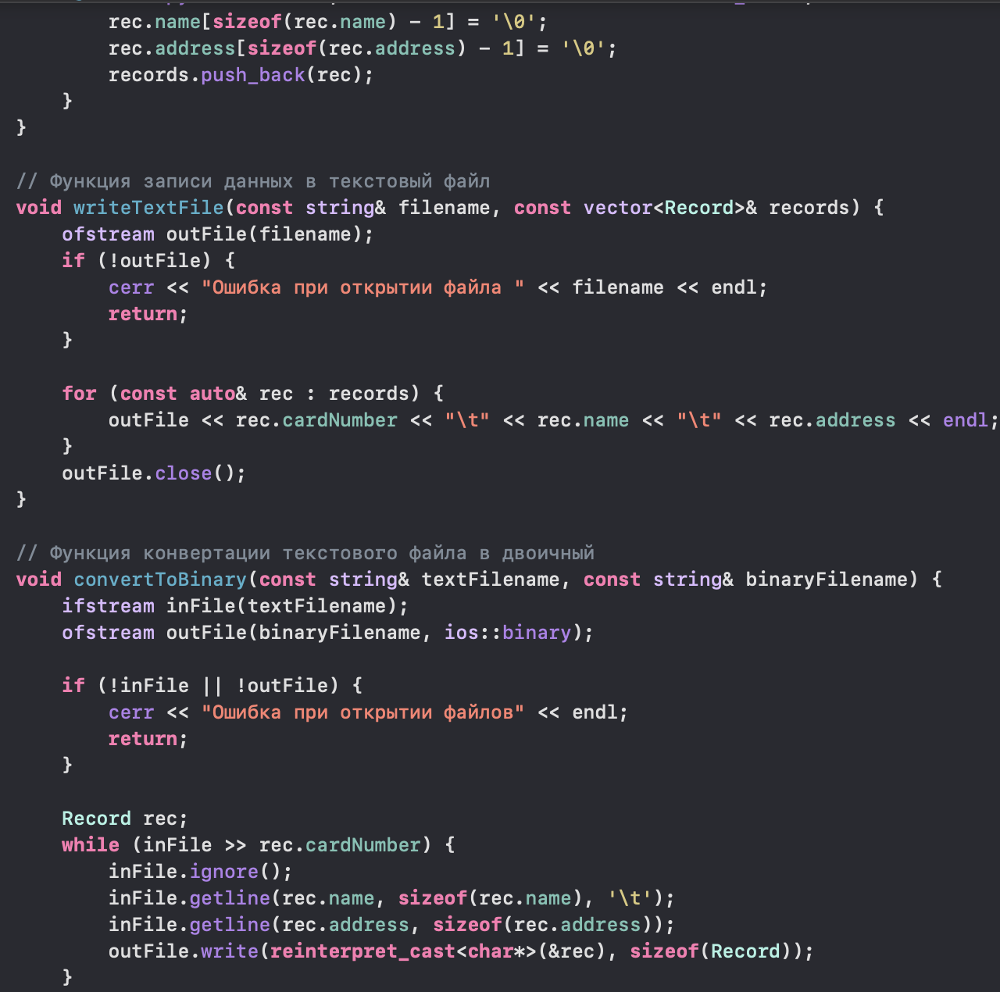 rec.name[sizeof(rec.name) - 1] = '\0';
rec.address[sizeof(rec.address) - 1] = '\0';
records.push_back(rec);
}
}
// Функция записи данных в текстовый файл
void writeTextFile(const string& filename, const vector<Record>& records) {
ofstream outFile(filename);
if (!outFile) {
cerr << "Ошибка при открытии файла " << filename << endl;
return;
}
for (const auto& rec : records) {
outFile << rec.cardNumber << "\t" << rec.name << "\t" << rec.address << endl;
}
outFile.close();
}
// Функция конвертации текстового файла в двоичный
void convertToBinary(const string& textFilename, const string& binaryFilename) {
ifstream inFile(textFilename);
ofstream outFile(binaryFilename, ios::binary);
if (!inFile || !outFile) {
cerr << "Ошибка при открытии файлов" << endl;
return;
}
Record rec;
while (inFile >> rec.cardNumber) {
inFile.ignore();
inFile.getline(rec.name, sizeof(rec.name), '\t');
inFile.getline(rec.address, sizeof(rec.address));
outFile.write(reinterpret_cast<char*>(&rec), sizeof(Record));
}